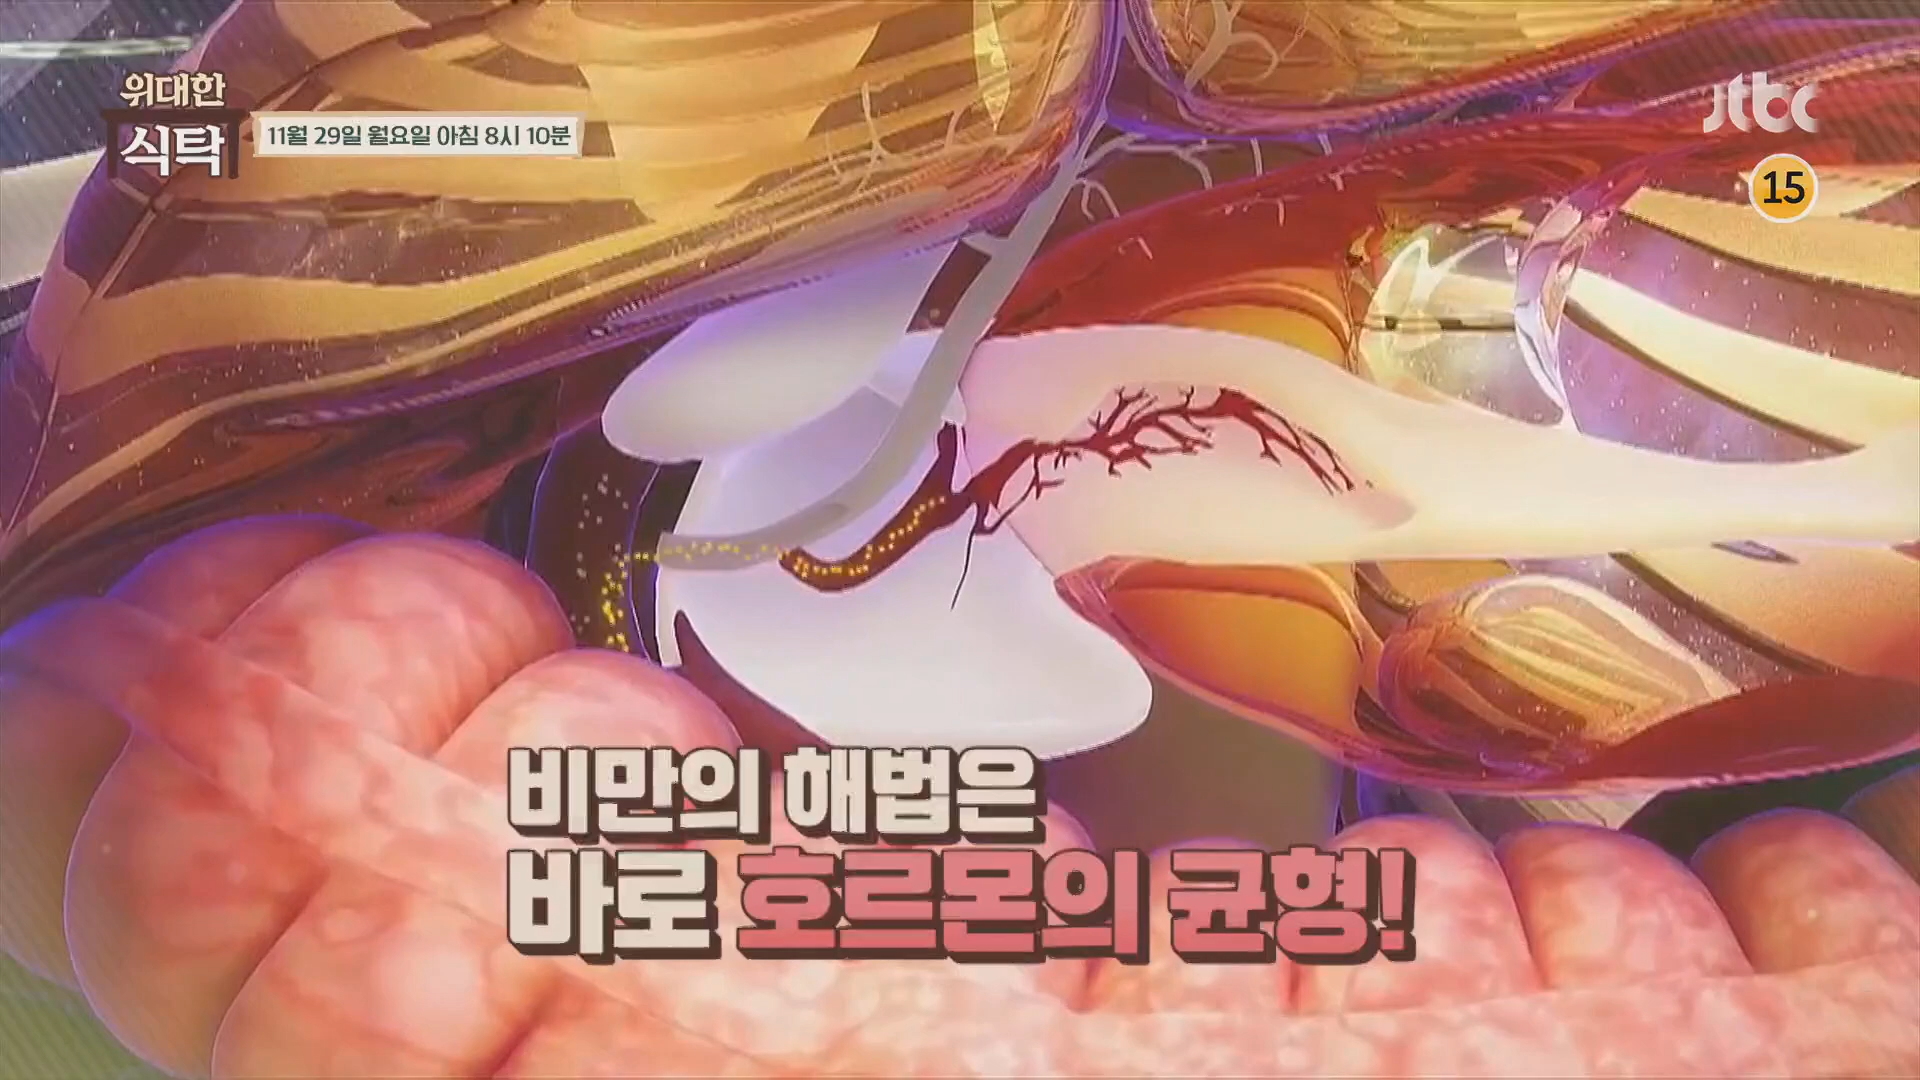 위대한
식탁
11월 29일 월요일 아침 8시 10분
jtbc
15
비만의 해법은
바로 호르몬의 균형!